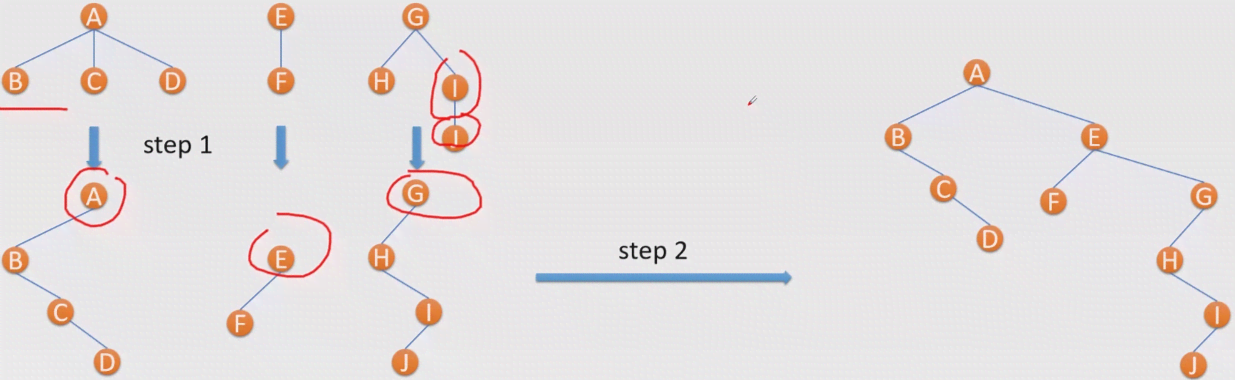 A E G
B C D F H I
step 1
A G
B E H
C F I
D J
step 2
A
B E
C F G
D
H
I
J